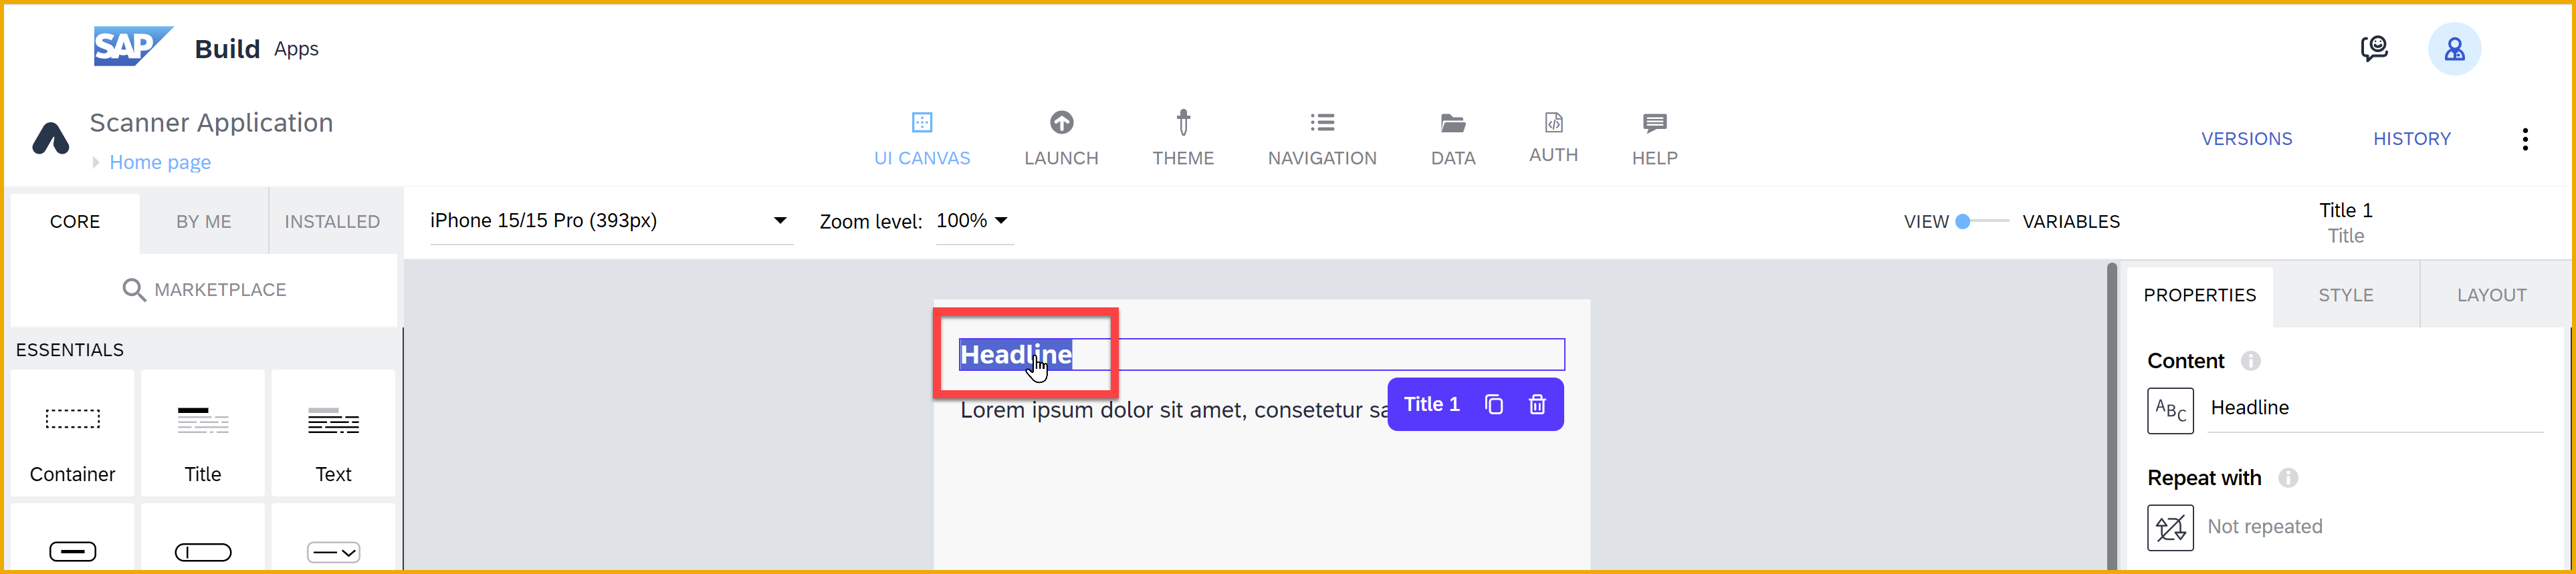 SAP Build Apps
Scanner Application
Home page
UI CANVAS
LAUNCH
THEME
NAVIGATION
DATA
AUTH
HELP
VERSIONS
HISTORY
CORE
BY ME
INSTALLED
MARKETPLACE
ESSENTIALS
Container
Title
Text
iPhone 15/15 Pro (393px)
Zoom level: 100%
VIEW
VARIABLES
Headline
Lorem ipsum dolor sit amet, consetetur sa
Title 1
Title 1
Title
PROPERTIES
STYLE
LAYOUT
Content
ABC
Headline
Repeat with
Not repeated